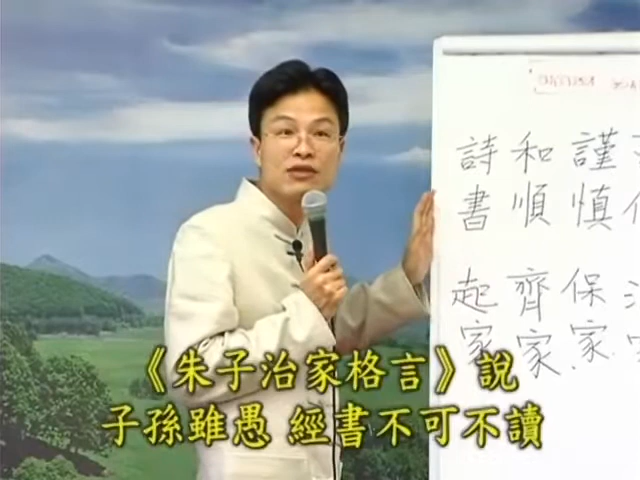 謹慎保家
和順齊家
詩書起家
《朱子治家格言》說
子孫雖愚 經書不可不讀